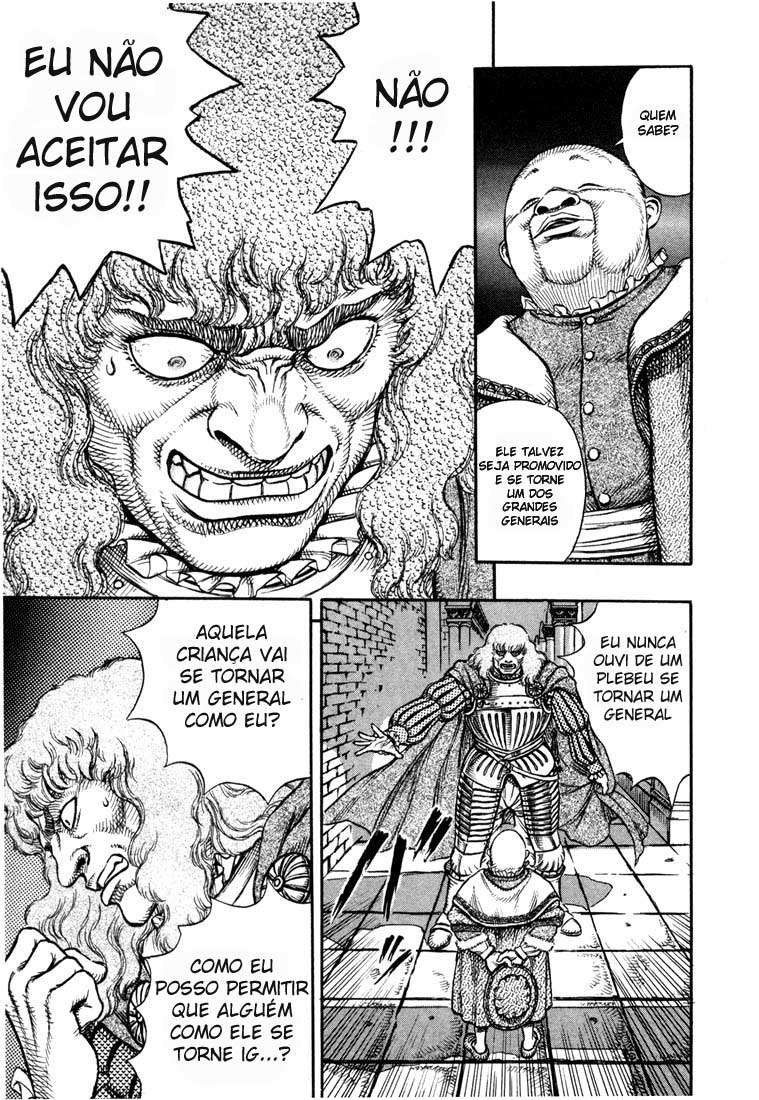 QUEM
SABE?
ELE TALVEZ
SEJA PROMOVIDO
E SE TORNE
UM DOS
GRANDES
GENERAIS
NÃO
!!!
EU NÃO
VOU
ACEITAR
ISSO!!
EU NUNCA
OUVI DE UM
PLEBEU SE
TORNAR UM
GENERAL
AQUELA
CRIANÇA VAI
SE TORNAR
UM GENERAL
COMO EU?
COMO EU
POSSO PERMITIR
QUE ALGUÉM
COMO ELE SE
TORNE IG...?